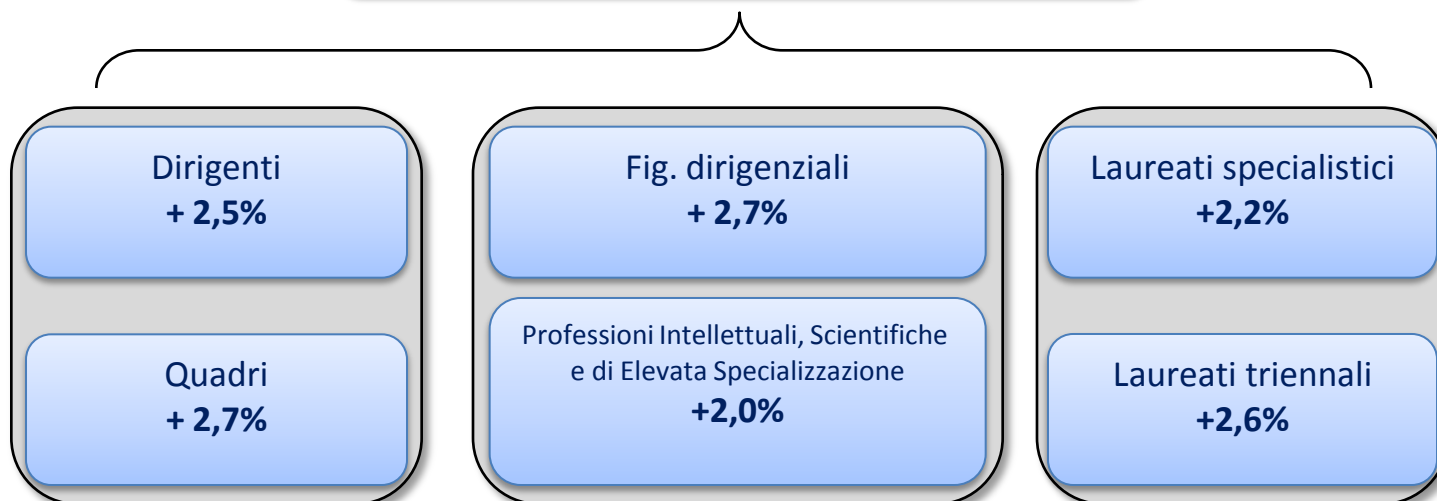 Dirigenti
+ 2,5%
Quadri
+ 2,7%
Fig. dirigenziali
+ 2,7%
Professioni Intellettuali, Scientifiche
e di Elevata Specializzazione
+2,0%
Laureati specialistici
+2,2%
Laureati triennali
+2,6%